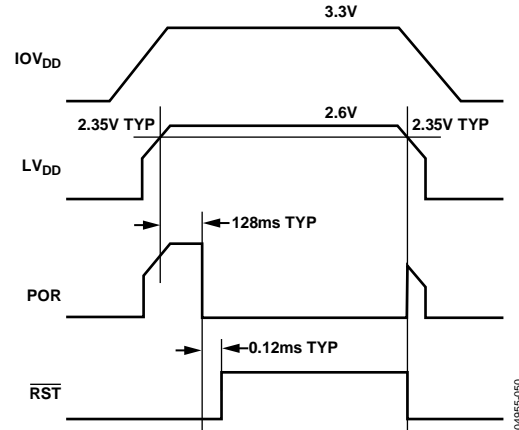 3.3V
IOVDD
2.6V
2.35V TYP
2.35V TYP
LVDD
128ms TYP
POR
0.12ms TYP
RST
04955-050